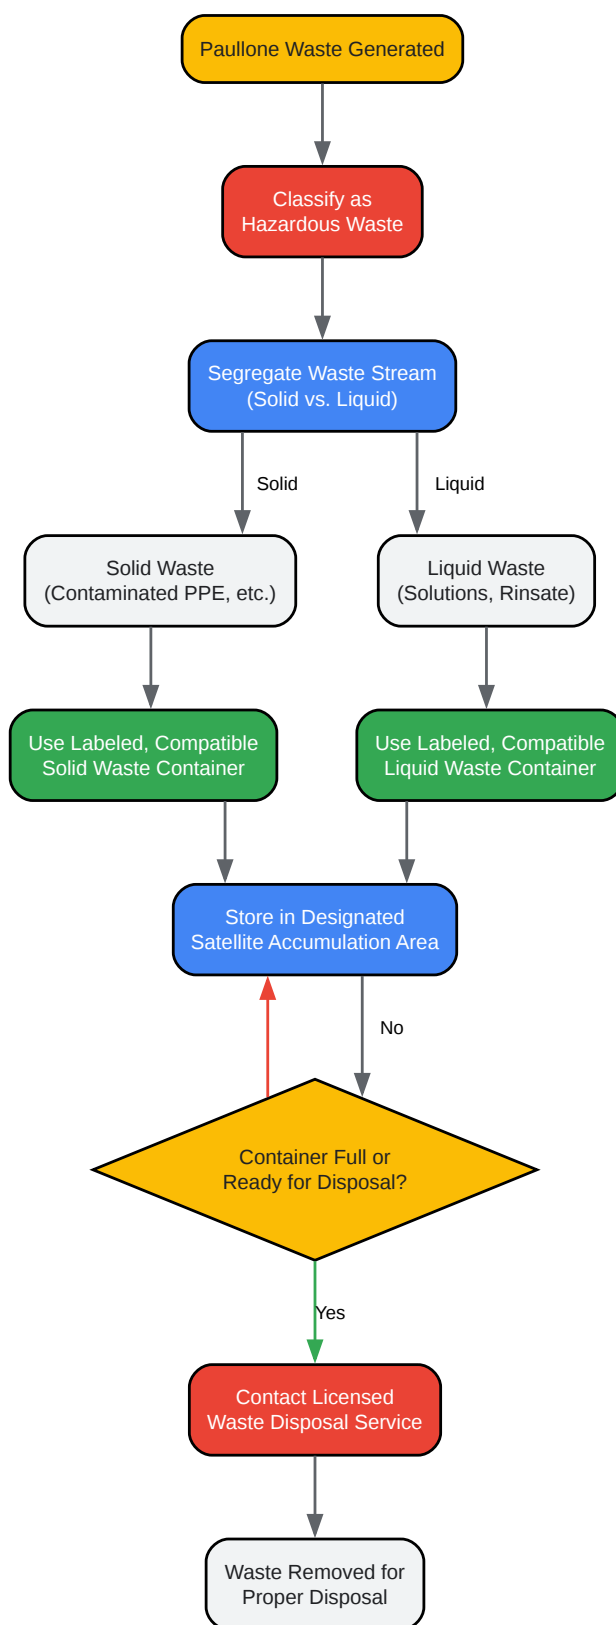 Paullone Waste Generated
Classify as
Hazardous Waste
Segregate Waste Stream
(Solid vs. Liquid)
Solid
Liquid
Solid Waste
(Contaminated PPE, etc.)
Liquid Waste
(Solutions, Rinsate)
Use Labeled, Compatible
Solid Waste Container
Use Labeled, Compatible
Liquid Waste Container
Store in Designated
Satellite Accumulation Area
No
Container Full or
Ready for Disposal?
Yes
Contact Licensed
Waste Disposal Service
Waste Removed for
Proper Disposal